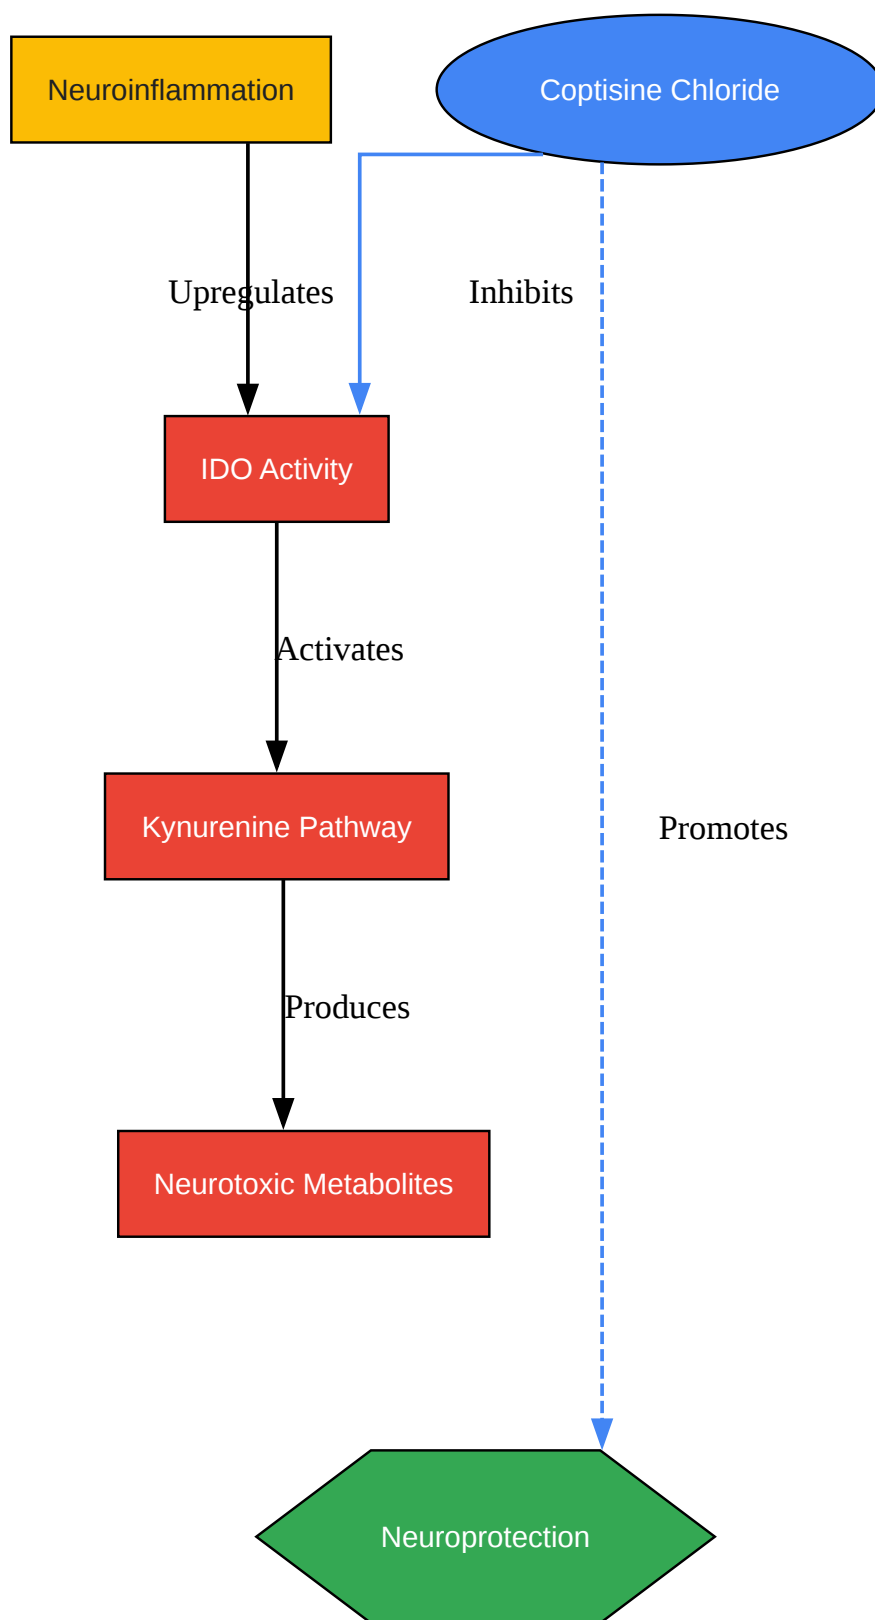 Neuroinflammation
Coptisine Chloride
Upregulates
Inhibits
IDO Activity
Activates
Kynurenine Pathway
Promotes
Produces
Neurotoxic Metabolites
Neuroprotection